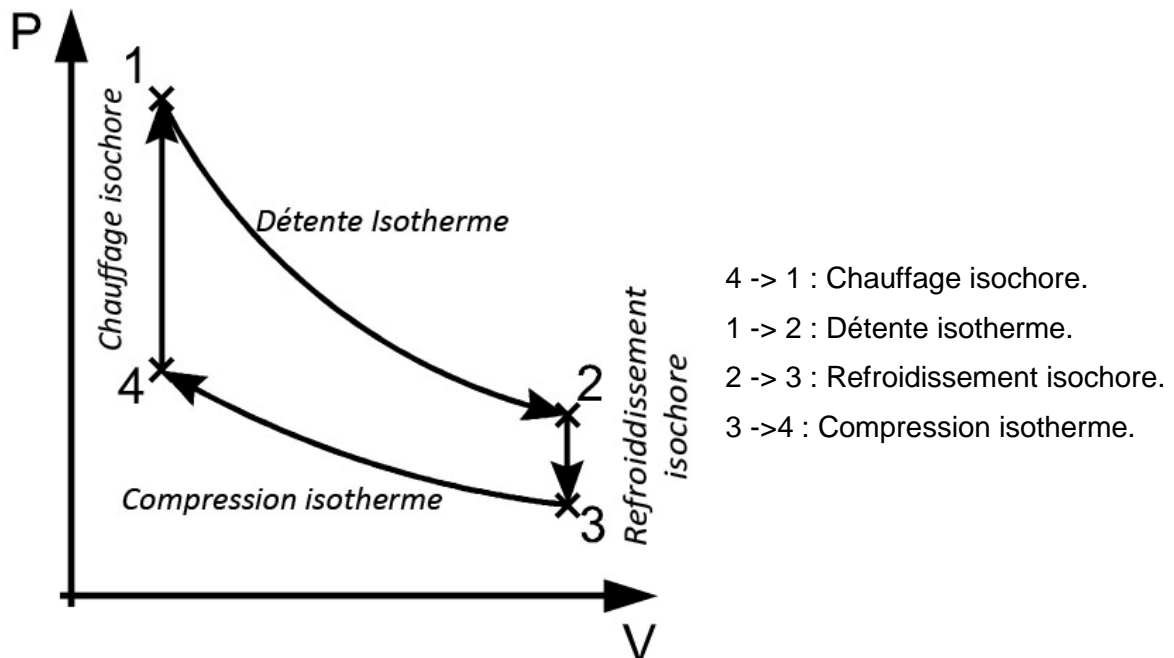 P
1
Chauffage isochore
Détente Isotherme
4
2
Compression isotherme
3
Refroiddissement
isochore
V
4 -> 1 : Chauffage isochore.
1 -> 2 : Détente isotherme.
2 -> 3 : Refroidissement isochore.
3 ->4 : Compression isotherme.